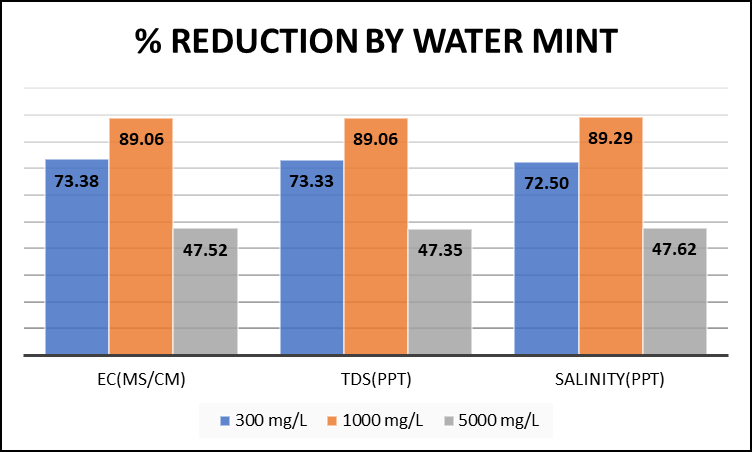 % REDUCTION BY WATER MINT
73.38 89.06 47.52 73.33 89.06 47.35 72.50 89.29 47.62
EC(MS/CM) TDS(PPT) SALINITY(PPT)
300 mg/L 1000 mg/L 5000 mg/L